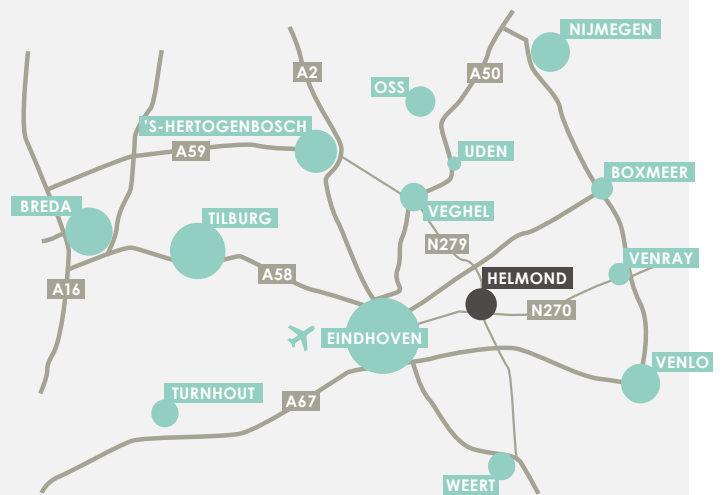 NIJMEGEN
A2
A50
OSS
'S-HERTOGENBOSCH
A59
UDEN
BOXMEER
BREDA
TILBURG
VEGHEL
N279
VENRAY
A58
HELMOND
A16
N270
EINDHOVEN
VENLO
TURNHOUT
A67
WEERT